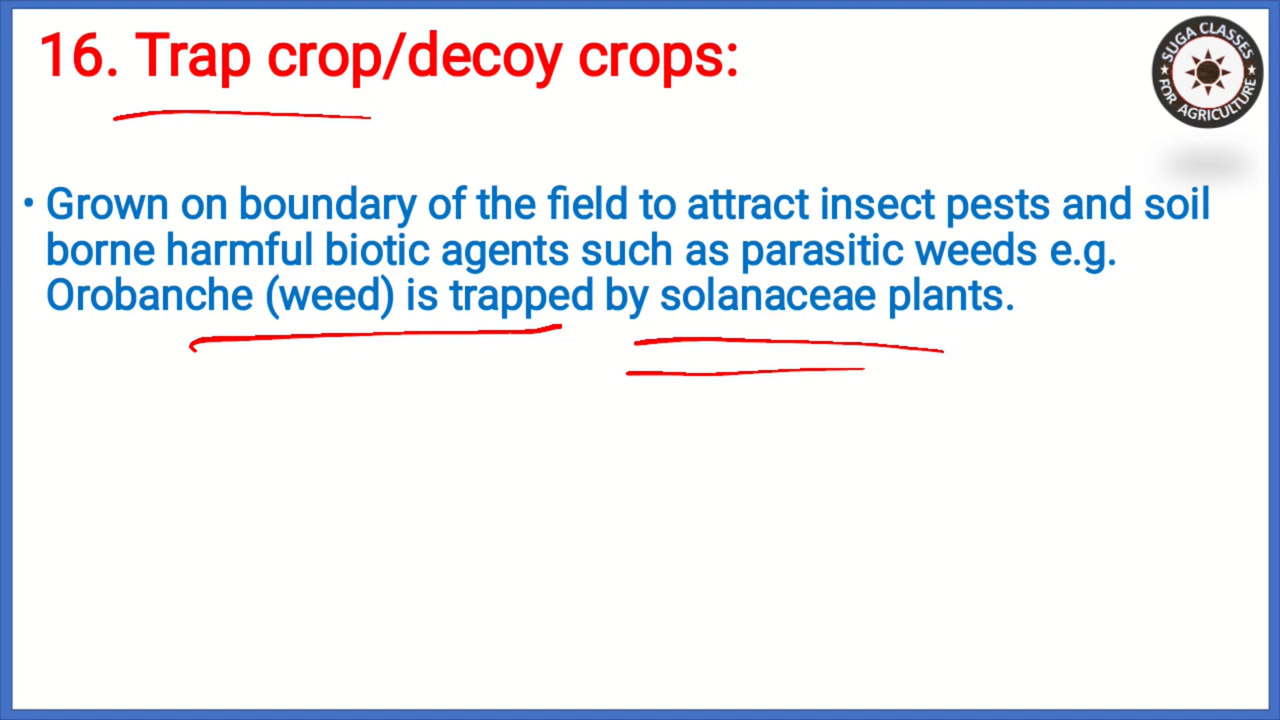 16. Trap crop/decoy crops:
SUGA CLASSES
FOR AGRICULTURE
• Grown on boundary of the field to attract insect pests and soil
borne harmful biotic agents such as parasitic weeds e.g.
Orobanche (weed) is trapped by solanaceae plants.